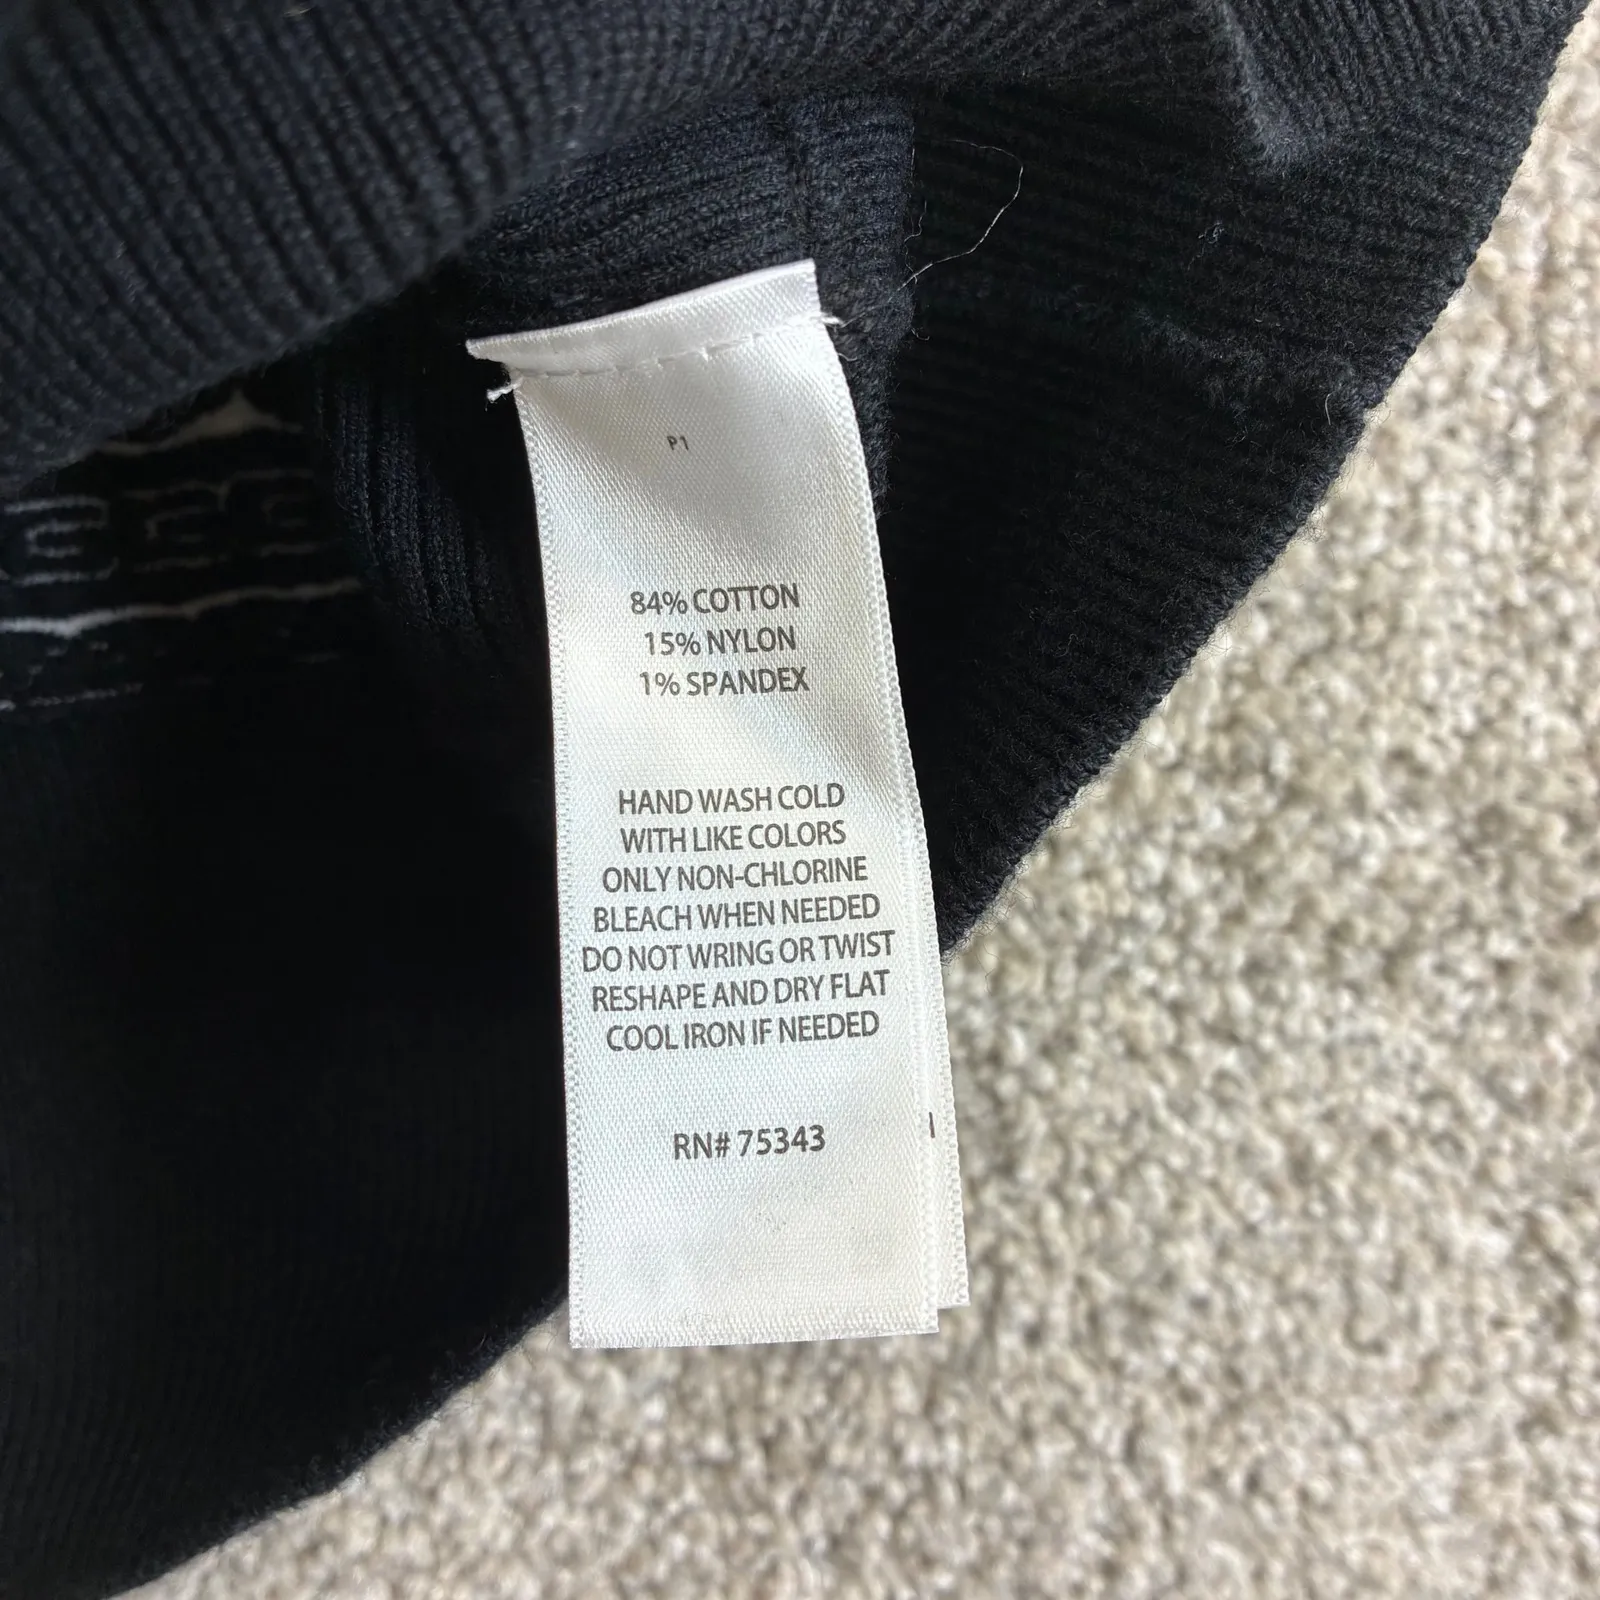 P1
84% COTTON
15% NYLON
1% SPANDEX
HAND WASH COLD
WITH LIKE COLORS
ONLY NON-CHLORINE
BLEACH WHEN NEEDED
DO NOT WRING OR TWIST
RESHAPE AND DRY FLAT
COOL IRON IF NEEDED
RN# 75343